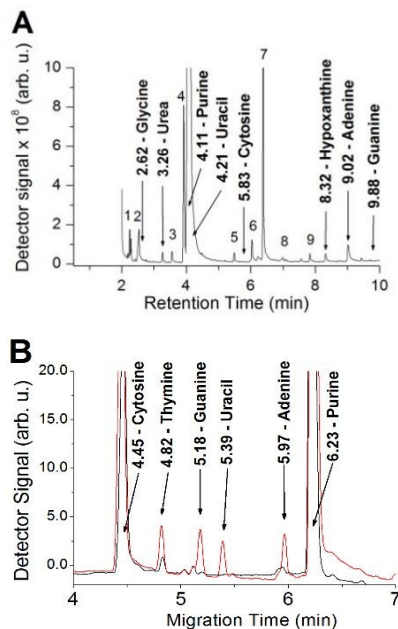 A
Detector signal x 10⁸ (arb. u.)
10
8
6
4
2
0
1 2
2.62 - Glycine
3.26 - Urea
3
4
4.11 - Purine
4.21 - Uracil
5
5.83 - Cytosine
6
7
8
9
8.32 - Hypoxanthine
9.02 - Adenine
9.88 - Guanine
2 4 6 8 10
Retention Time (min)
B
Detector Signal (arb. u.)
20.0
15.0
10.0
5.0
0.0
4.45 - Cytosine
4.82 - Thymine
5.18 - Guanine
5.39 - Uracil
5.97 - Adenine
6.23 - Purine
4 5 6 7
Migration Time (min)